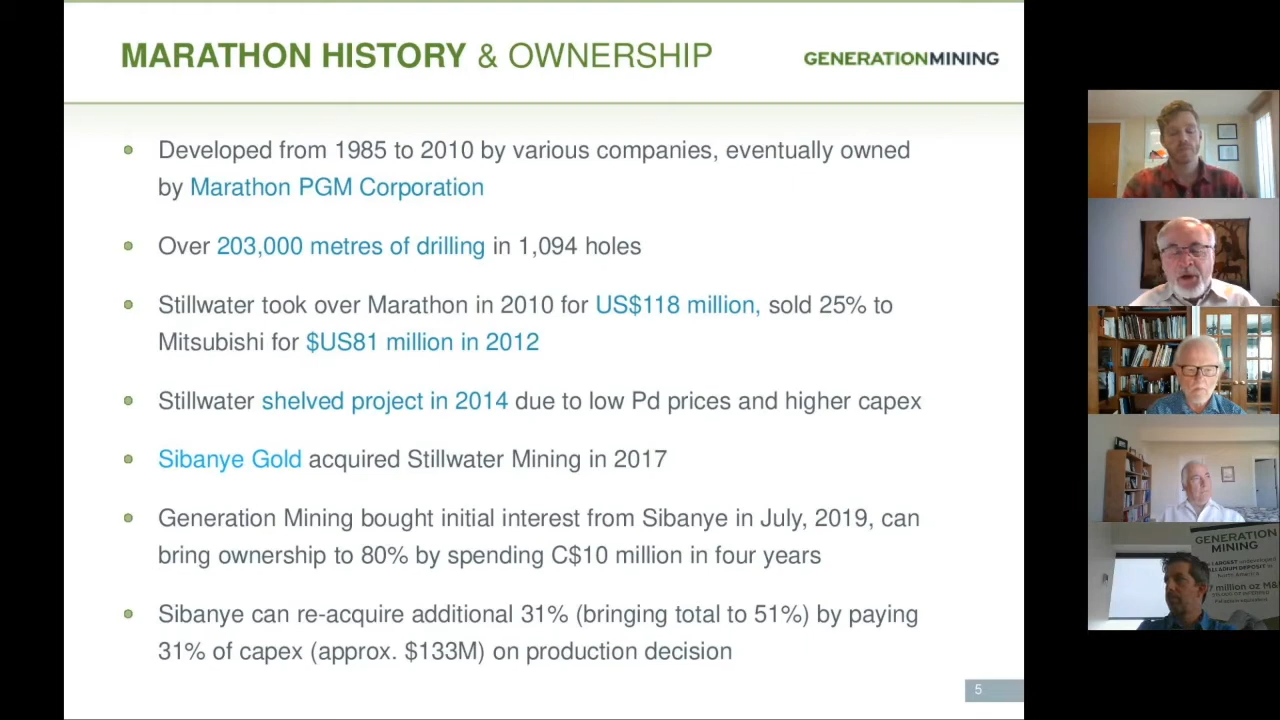 MARATHON HISTORY & OWNERSHIP
GENERATIONMINING
Developed from 1985 to 2010 by various companies, eventually owned
by Marathon PGM Corporation
Over 203,000 metres of drilling in 1,094 holes
Stillwater took over Marathon in 2010 for US$118 million, sold 25% to
Mitsubishi for $US81 million in 2012
Stillwater shelved project in 2014 due to low Pd prices and higher capex
Sibanye Gold acquired Stillwater Mining in 2017
Generation Mining bought initial interest from Sibanye in July, 2019, can
bring ownership to 80% by spending C$10 million in four years
Sibanye can re-acquire additional 31% (bringing total to 51%) by paying
31% of capex (approx. $133M) on production decision
5
GENERATION
MINING
million oz